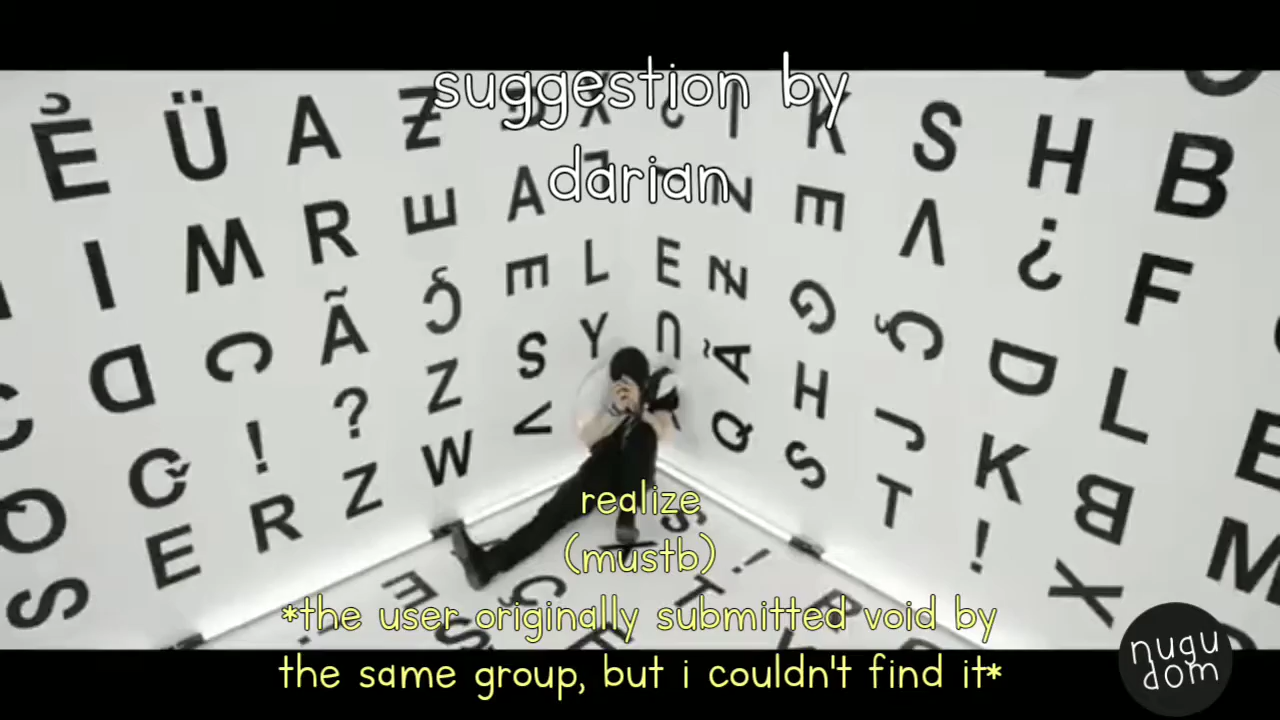 suggestion by
darian
Ĕ Ü A Ƶ
S H B
I M R E A
N E V ¿ F
D C Ã Ç E L E N G Ç D L
Q Ç ! ? Z S Y U Ã H J K B E
S E R Z W V Q S T ! X M
realize
(mustb)
*the user originally submitted void by
the same group, but i couldn't find it*
nugu
dom